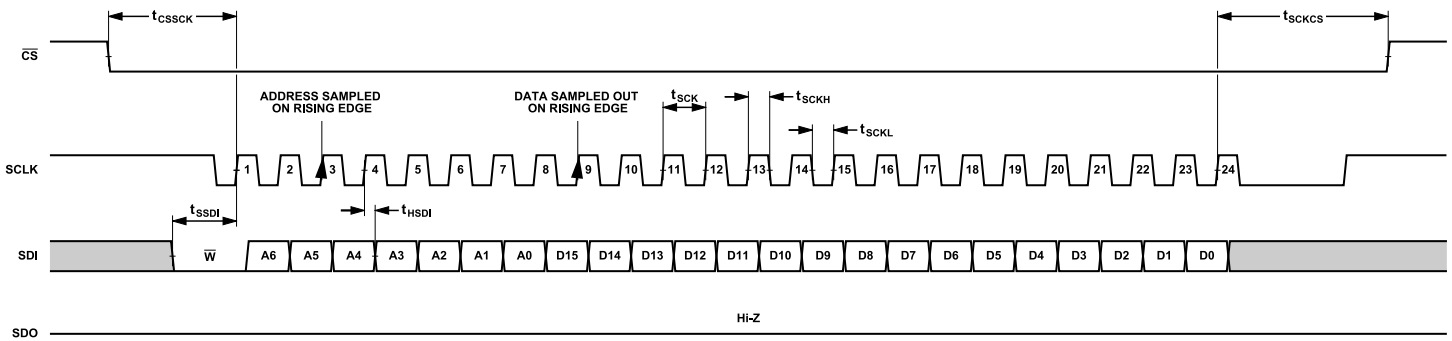 tCSSCK
tSCKCS
CS
ADDRESS SAMPLED
ON RISING EDGE
DATA SAMPLED OUT
ON RISING EDGE
tSCK
tSCKH
tSCKL
SCLK 1 2 3 4 5 6 7 8 9 10 11 12 13 14 15 16 17 18 19 20 21 22 23 24
tSSDI
tHSDI
SDI W A6 A5 A4 A3 A2 A1 A0 D15 D14 D13 D12 D11 D10 D9 D8 D7 D6 D5 D4 D3 D2 D1 D0
Hi-Z
SDO